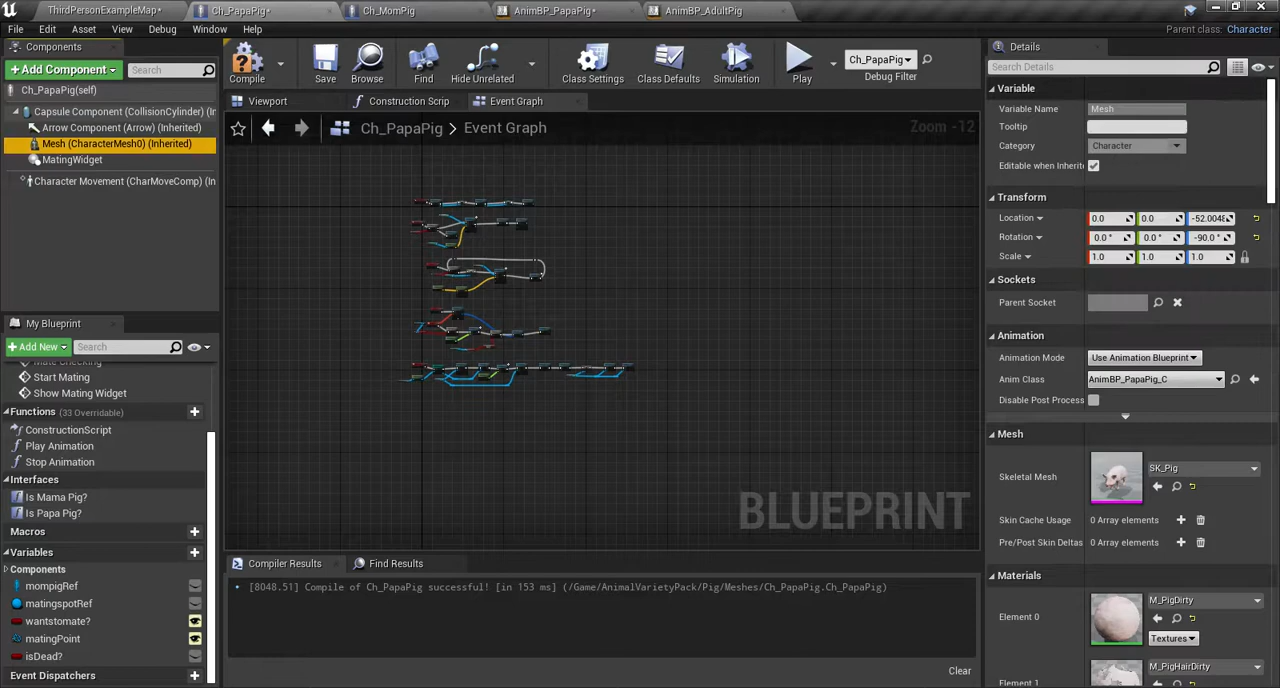 ThirdPersonExampleMap*
Ch_PapaPig*
Ch_MomPig
AnimBP_PapaPig*
AnimBP_AdultPig
File Edit Asset View Debug Window Help
Parent class: Character
Components
+ Add Component
Search
Ch_PapaPig(self)
Capsule Component (CollisionCylinder) (In
Arrow Component (Arrow) (Inherited)
Mesh (CharacterMesh0) (Inherited)
MatingWidget
Character Movement (CharMoveComp) (In
Compile
Save
Browse
Find
Hide Unrelated
Class Settings
Class Defaults
Simulation
Play
Ch_PapaPig
Debug Filter
Viewport
Construction Scrip
Event Graph
Ch_PapaPig > Event Graph
Zoom -12
BLUEPRINT
My Blueprint
+ Add New
Search
Mate Checking
Start Mating
Show Mating Widget
Functions (33 Overridable)
ConstructionScript
Play Animation
Stop Animation
Interfaces
Is Mama Pig?
Is Papa Pig?
Macros
Variables
Components
mompigRef
matingspotRef
wantstomate?
matingPoint
isDead?
Event Dispatchers
Compiler Results
Find Results
[8048.51] Compile of Ch_PapaPig successful! [in 153 ms] (/Game/AnimalVarietyPack/Pig/Meshes/Ch_PapaPig.Ch_PapaPig)
Clear
Details
Search Details
Variable
Variable Name Mesh
Tooltip
Category Character
Editable when Inherit
Transform
Location 0.0 0.0 -52.0048
Rotation 0.0 ° 0.0 ° -90.0 °
Scale 1.0 1.0 1.0
Sockets
Parent Socket
Animation
Animation Mode Use Animation Blueprint
Anim Class AnimBP_PapaPig_C
Disable Post Process
Mesh
Skeletal Mesh SK_Pig
Skin Cache Usage 0 Array elements
Pre/Post Skin Deltas 0 Array elements
Materials
Element 0 M_PigDirty
Textures
Element 1 M_PigHairDirty